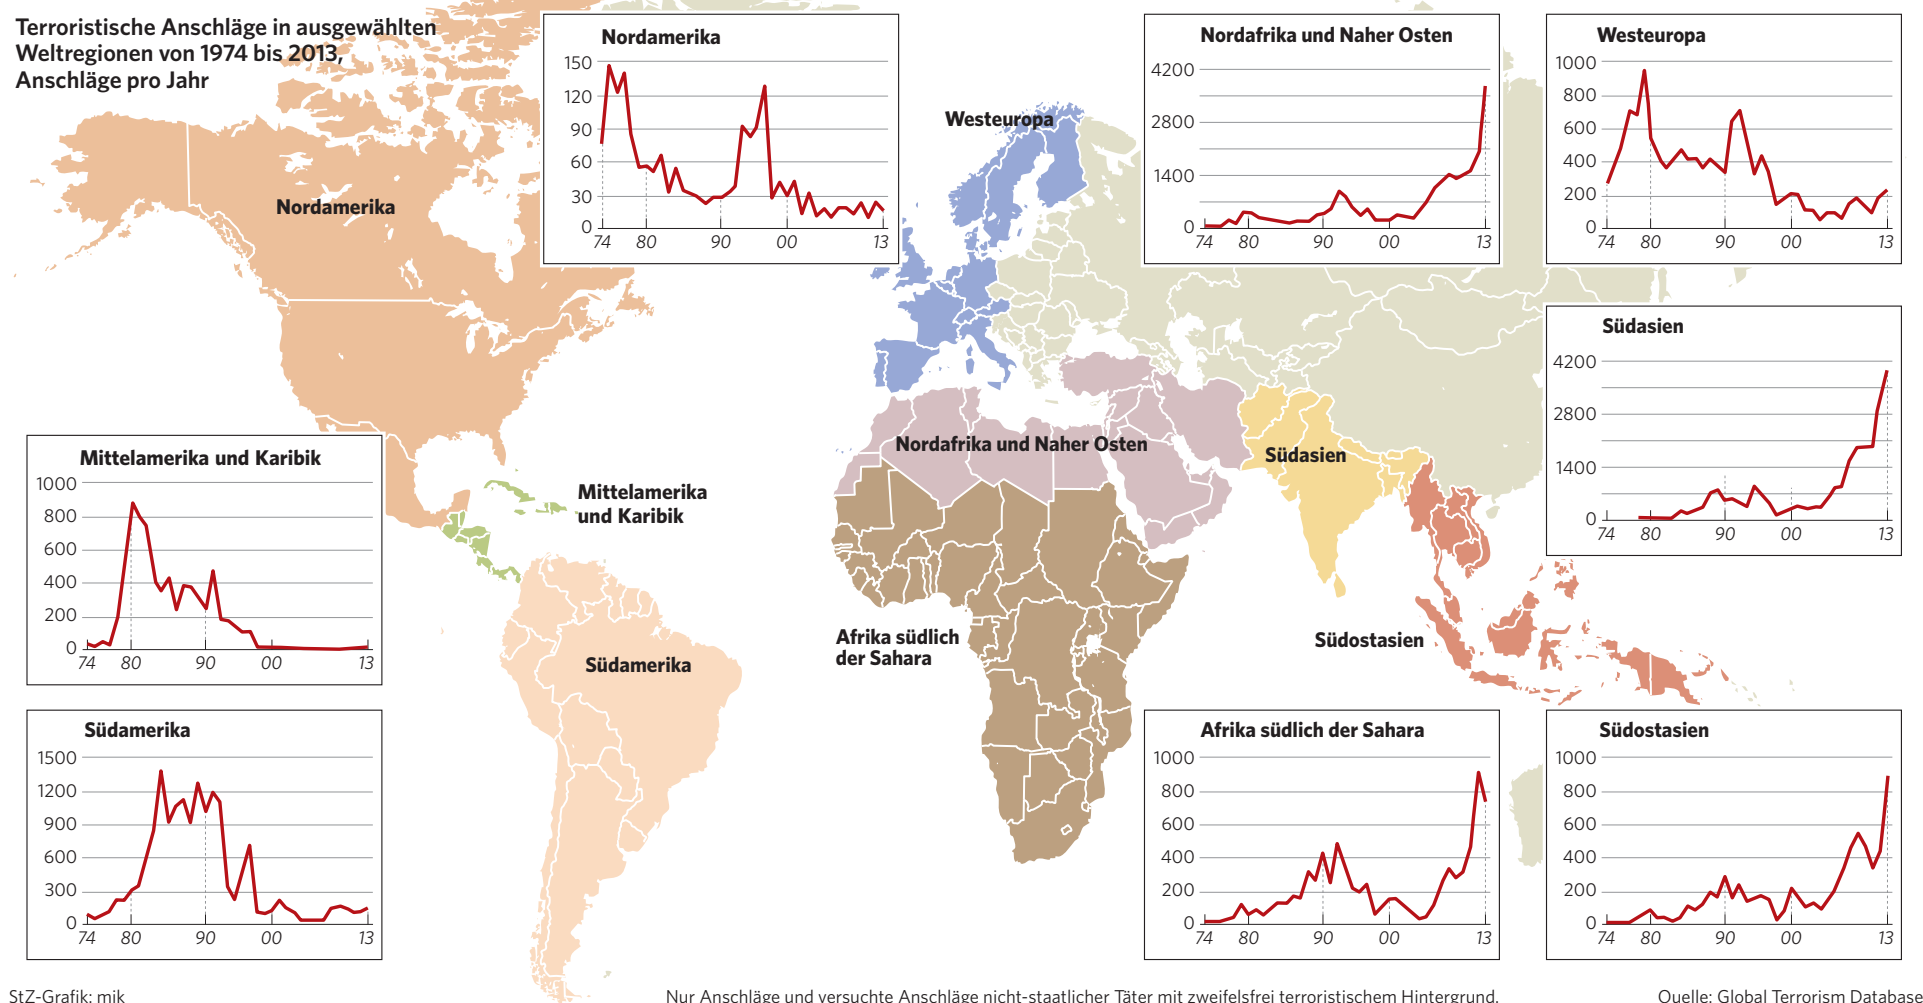 Terroristische Anschläge in ausgewählten
Weltregionen von 1974 bis 2013,
Anschläge pro Jahr
Nordamerika
150
120
90
60
30
0
74 80 90 00 13
Nordafrika und Naher Osten
4200
2800
1400
0
74 80 90 00 13
Westeuropa
1000
800
600
400
200
0
74 80 90 00 13
Westeuropa
Nordamerika
Südasien
4200
2800
1400
0
74 80 90 00 13
Mittelamerika und Karibik
1000
800
600
400
200
0
74 80 90 00 13
Nordafrika und Naher Osten
Südasien
Mittelamerika
und Karibik
Afrika südlich
der Sahara
Südostasien
Südamerika
Südamerika
1500
1200
900
600
300
0
74 80 90 00 13
Afrika südlich der Sahara
1000
800
600
400
200
0
74 80 90 00 13
Südostasien
1000
800
600
400
200
0
74 80 90 00 13
StZ-Grafik: mik
Nur Anschläge und versuchte Anschläge nicht-staatlicher Täter mit zweifelsfrei terroristischem Hintergrund.
Quelle: Global Terrorism Database